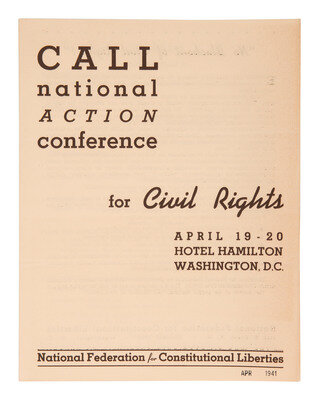 CALL
national
ACTION
conference
for Civil Rights
APRIL 19-20
HOTEL HAMILTON
WASHINGTON, D.C.
National Federation for Constitutional Liberties
APR 1941